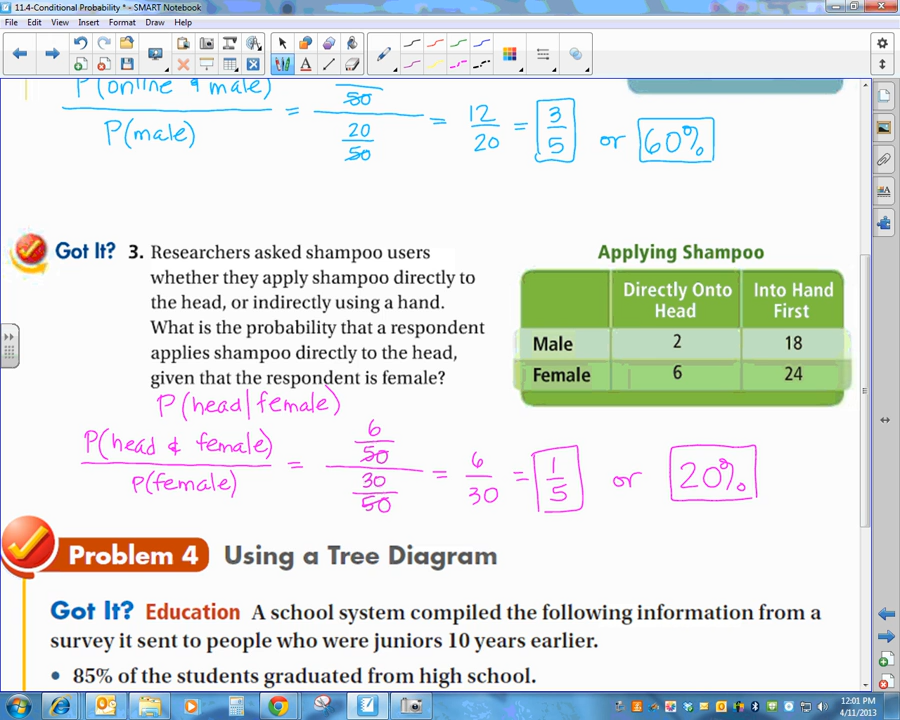 11.4-Conditional Probability * - SMART Notebook
File Edit View Insert Format Draw Help
P(online & male)
P(male)
=
50
20
50
= 12/20 = 3/5 or 60%
Got It? 3. Researchers asked shampoo users
whether they apply shampoo directly to
the head, or indirectly using a hand.
What is the probability that a respondent
applies shampoo directly to the head,
given that the respondent is female?
Applying Shampoo
Directly Onto Head Into Hand First
Male 2 18
Female 6 24
P(head|female)
P(head & female)
P(female)
=
6
50
30
50
= 6/30 = 1/5 or 20%
Problem 4 Using a Tree Diagram
Got It? Education A school system compiled the following information from a
survey it sent to people who were juniors 10 years earlier.
• 85% of the students graduated from high school.
12:01 PM
4/11/2013